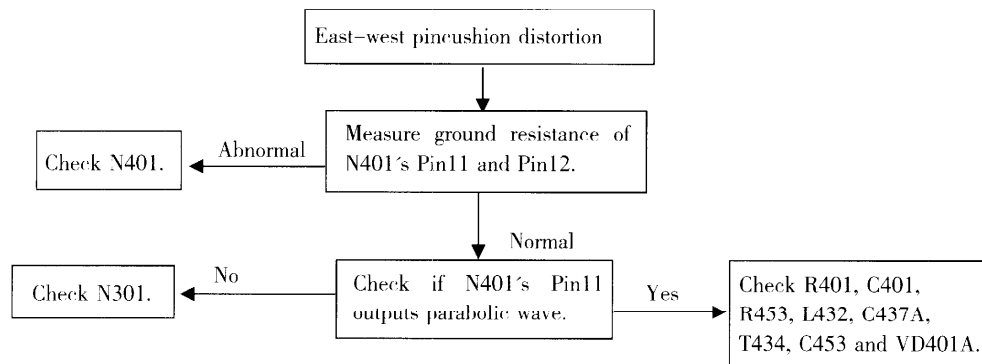 East-west pincushion distortion
Measure ground resistance of
N401's Pin11 and Pin12.
Abnormal
Check N401.
Normal
Check if N401's Pin11
outputs parabolic wave.
No
Check N301.
Yes
Check R401, C401,
R453, L432, C437A,
T434, C453 and VD401A.